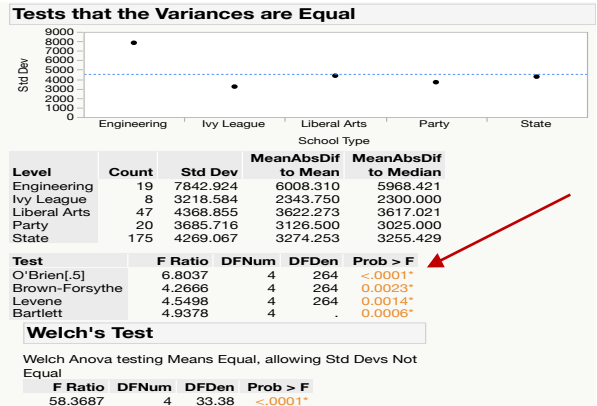 Tests that the Variances are Equal
9000
8000
7000
6000
5000
4000
3000
2000
1000
0
Std Dev
Engineering Ivy League Liberal Arts Party State
School Type
MeanAbsDif MeanAbsDif
Level Count Std Dev to Mean to Median
Engineering 19 7842.924 6008.310 5968.421
Ivy League 8 3218.584 2343.750 2300.000
Liberal Arts 47 4368.855 3622.273 3617.021
Party 20 3685.716 3126.500 3025.000
State 175 4269.067 3274.253 3255.429
Test F Ratio DFNum DFDen Prob > F
O'Brien[.5] 6.8037 4 264 <.0001*
Brown-Forsythe 4.2666 4 264 0.0023*
Levene 4.5498 4 264 0.0014*
Bartlett 4.9378 4 . 0.0006*
Welch's Test
Welch Anova testing Means Equal, allowing Std Devs Not
Equal
F Ratio DFNum DFDen Prob > F
58.3687 4 33.38 <.0001*